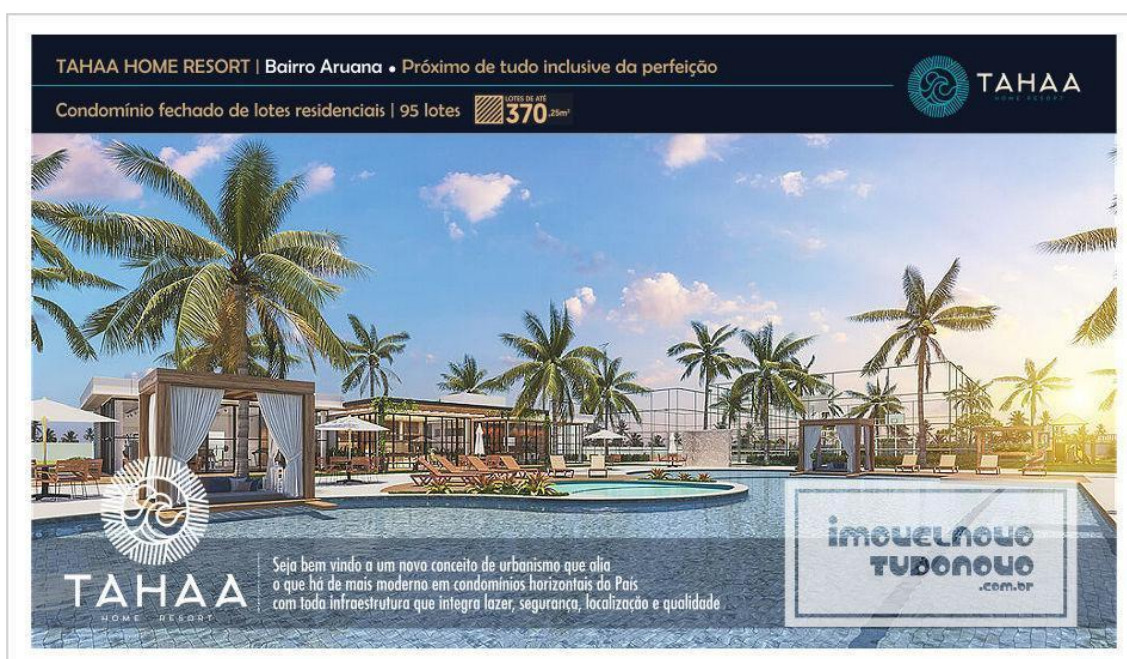 TAHAA HOME RESORT | Bairro Aruana • Próximo de tudo inclusive da perfeição
TAHAA
HOME RESORT
Condomínio fechado de lotes residenciais | 95 lotes
LOTES DE ATÉ
370,25m²
imovelnovo
tudonovo
.com.br
TAHAA
HOME RESORT
Seja bem vindo a um novo conceito de urbanismo que alia
o que há de mais moderno em condomínios horizontais do País
com toda infraestrutura que integra lazer, segurança, localização e qualidade